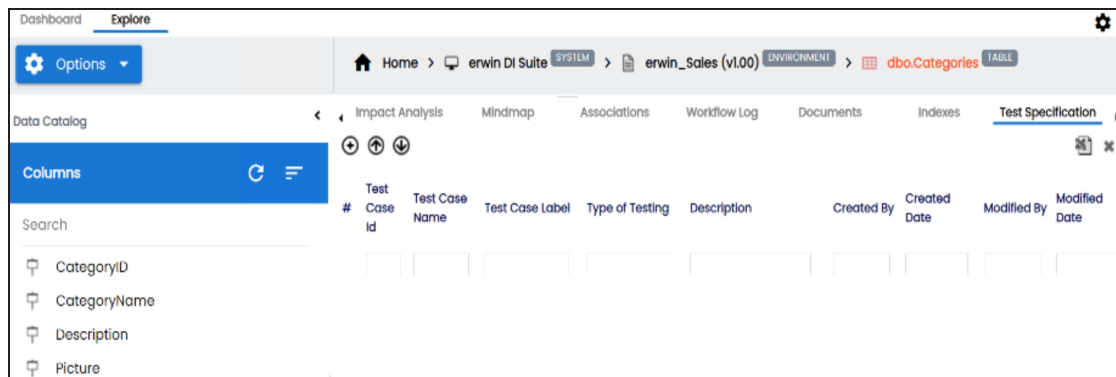 Dashboard Explore
Options
Home > erwin DI Suite SYSTEM > erwin_Sales (v1.00) ENVIRONMENT > dbo.Categories TABLE
Data Catalog
Impact Analysis Mindmap Associations Workflow Log Documents Indexes Test Specification
Columns
Search
CategoryID
CategoryName
Description
Picture
# Test Case Id Test Case Name Test Case Label Type of Testing Description Created By Created Date Modified By Modified Date